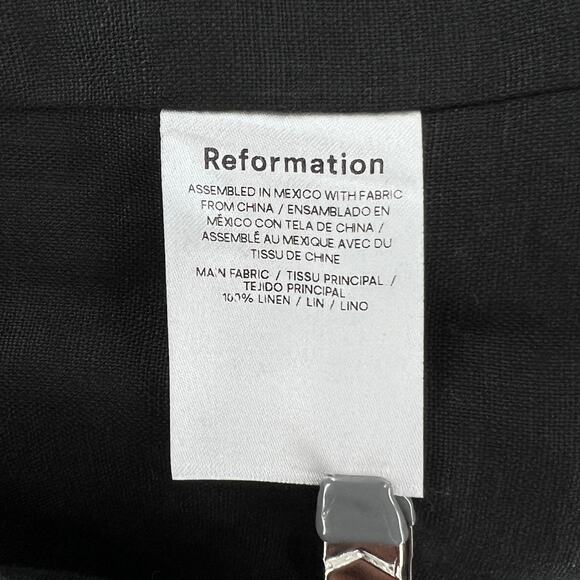 Reformation
ASSEMBLED IN MEXICO WITH FABRIC
FROM CHINA / ENSAMBLADO EN
MÉXICO CON TELA DE CHINA /
ASSEMBLÉ AU MEXIQUE AVEC DU
TISSU DE CHINE
MAIN FABRIC / TISSU PRINCIPAL /
TEJIDO PRINCIPAL
100% LINEN / LIN / LINO